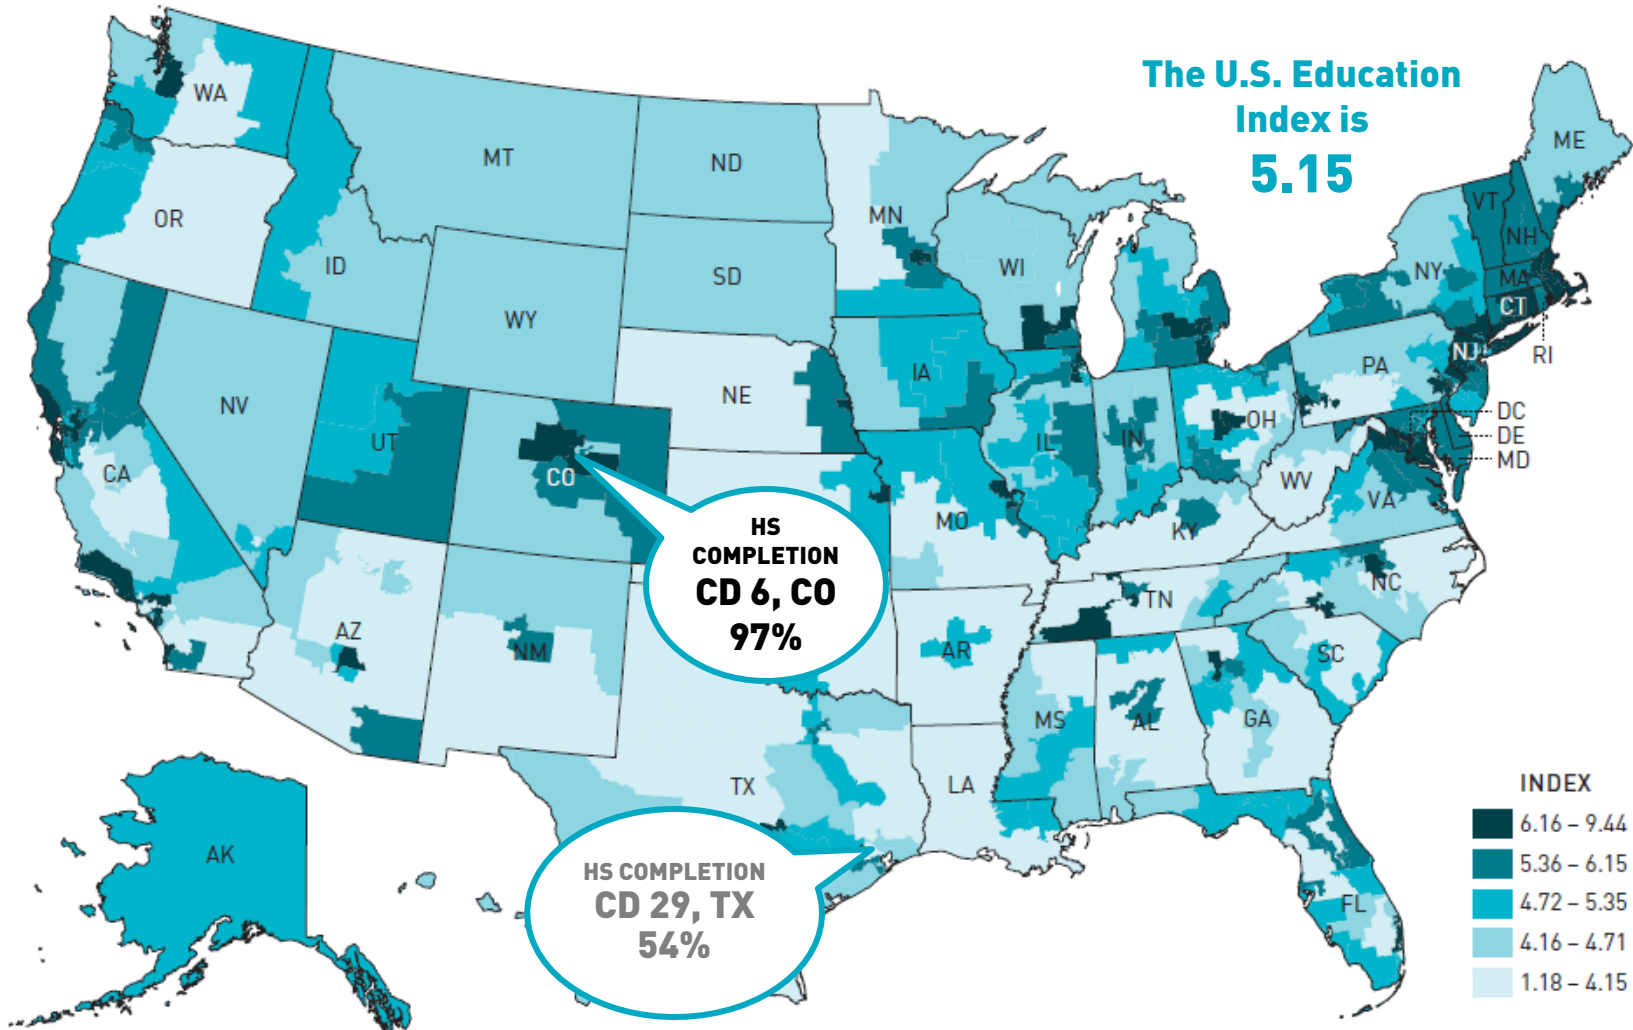 The U.S. Education
Index is
5.15
WA
MT
ND
MN
ME
VT
NH
OR
ID
SD
WI
NY
MA
CT
RI
WY
NV
UT
NE
IA
PA
NJ
CO
IL
IN
OH
DC
DE
MD
CA
WV
VA
MO
KY
HS
COMPLETION
CD 6, CO
97%
NC
TN
AZ
NM
AR
SC
MS
AL
GA
TX
LA
AK
FL
HS COMPLETION
CD 29, TX
54%
INDEX
6.16 – 9.44
5.36 – 6.15
4.72 – 5.35
4.16 – 4.71
1.18 – 4.15